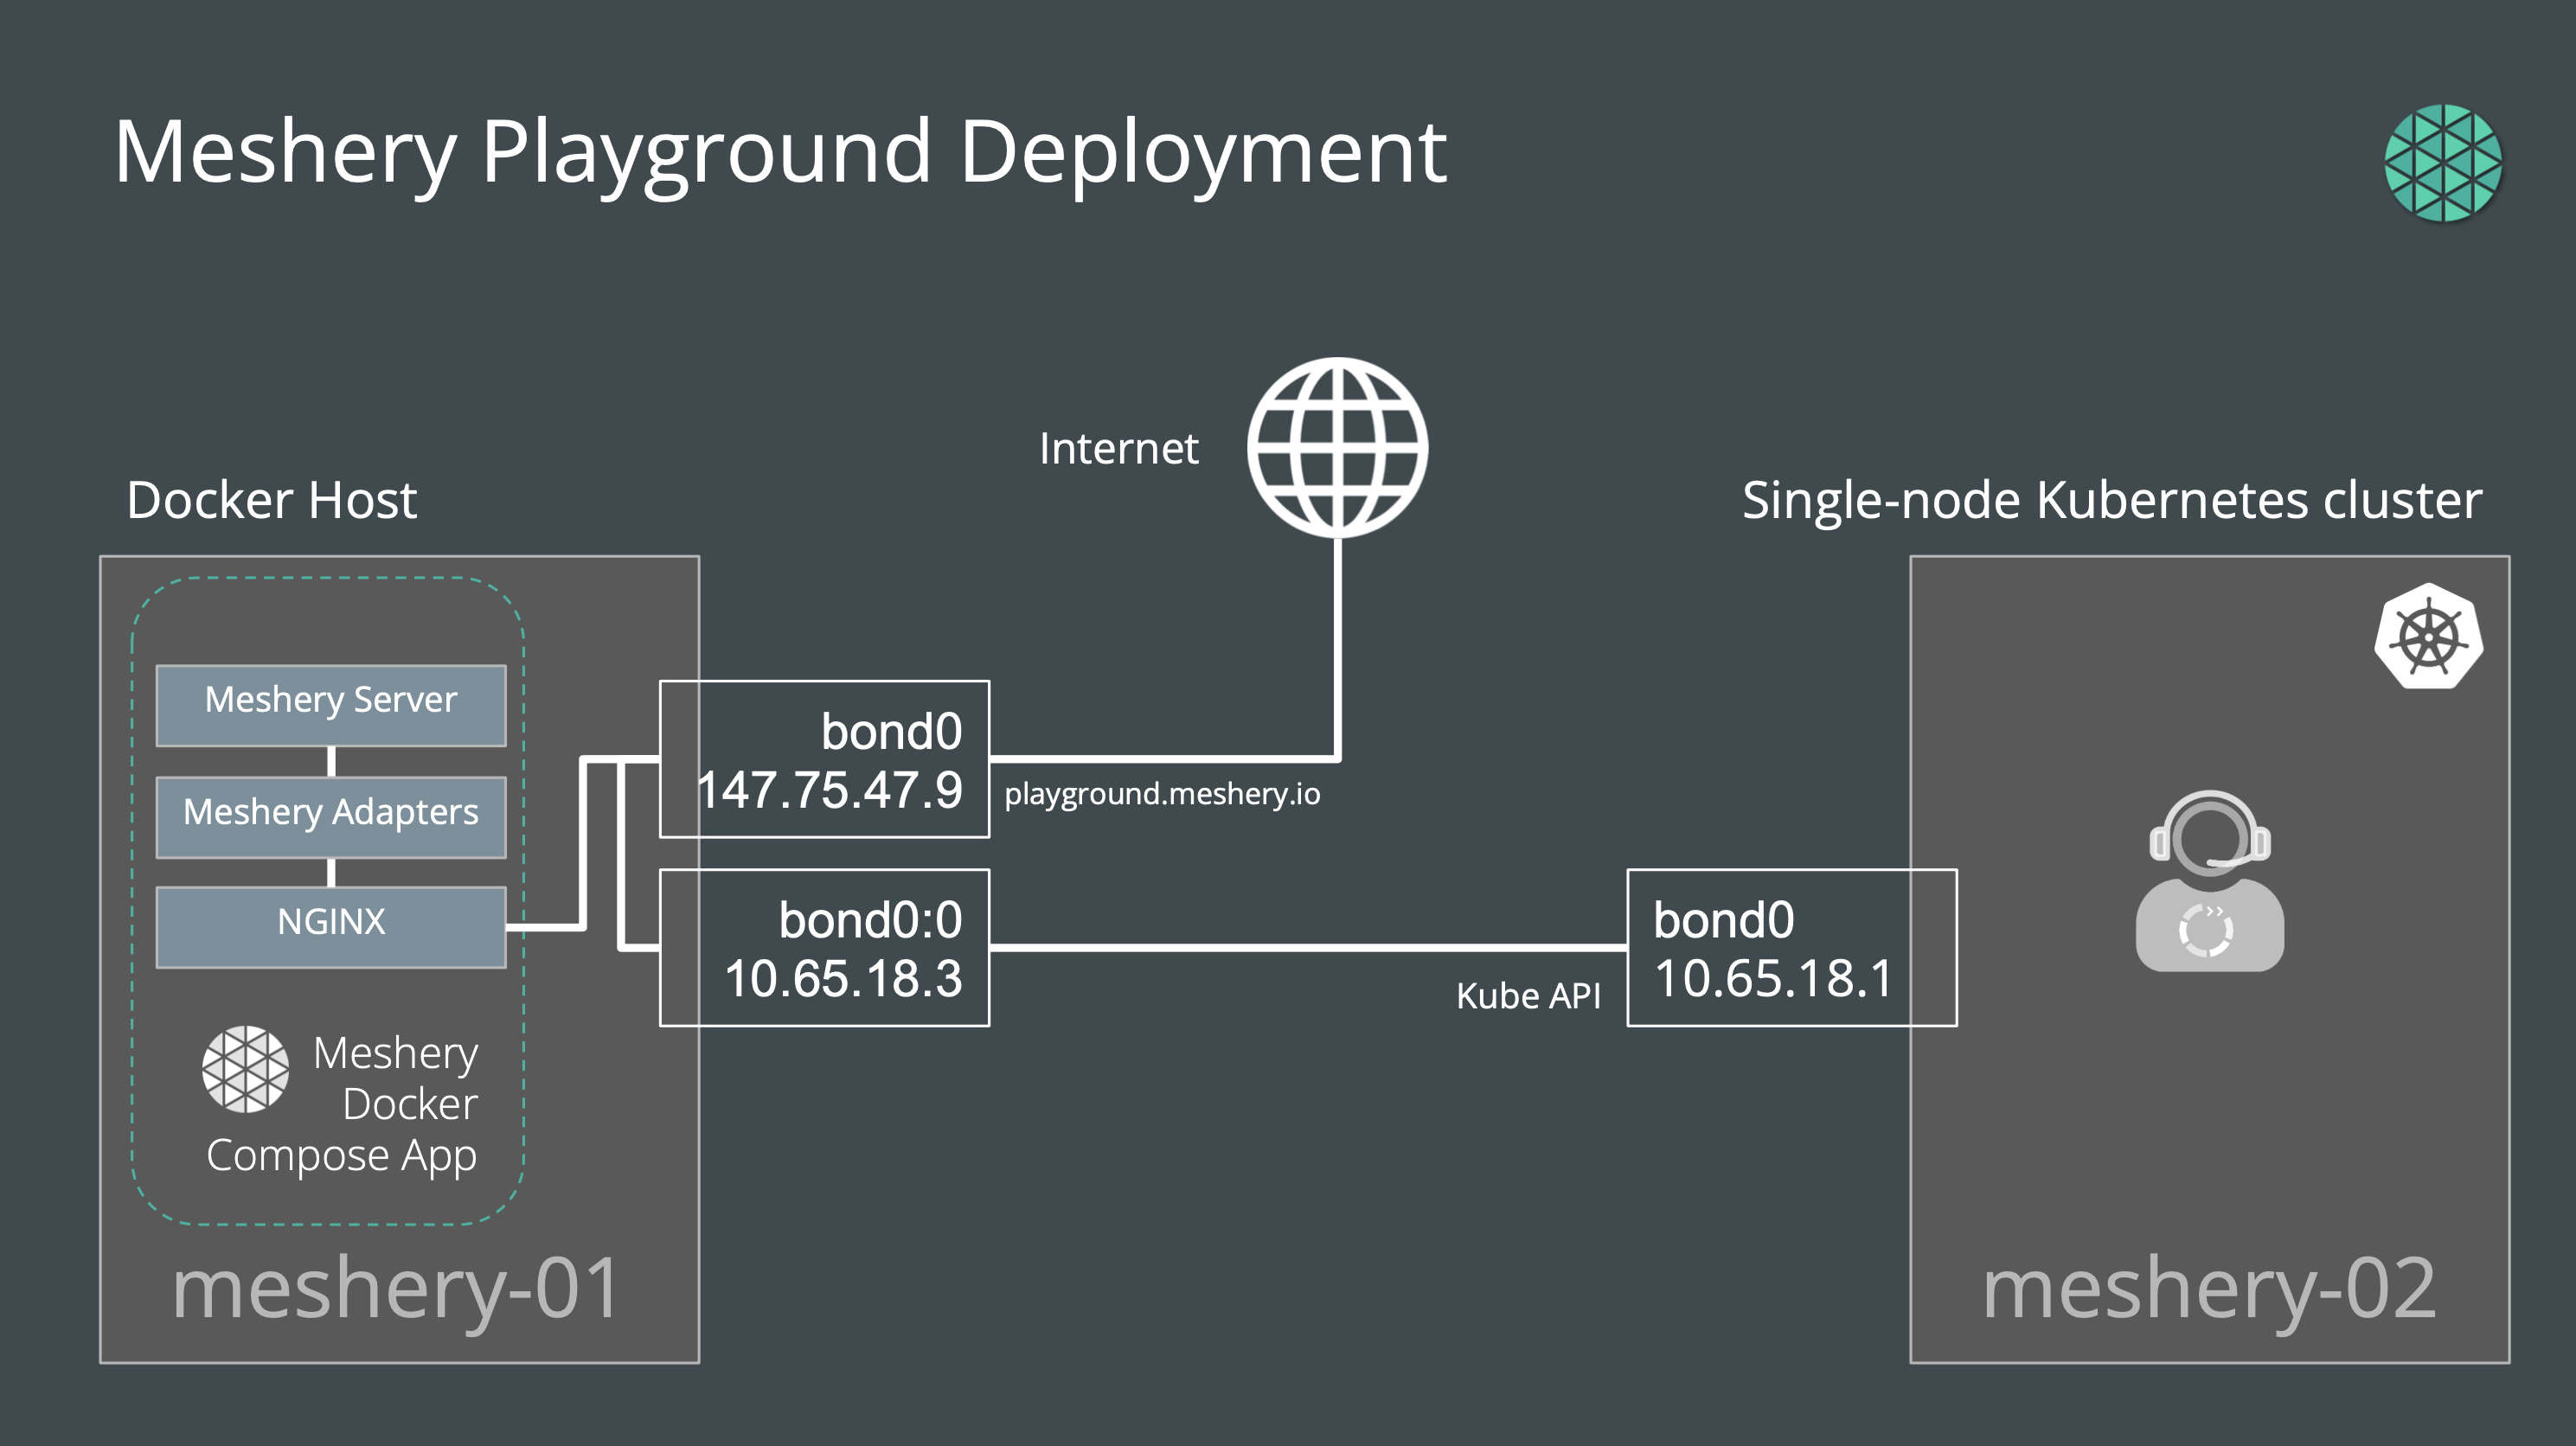 Meshery Playground Deployment
Internet
Docker Host
Single-node Kubernetes cluster
Meshery Server
Meshery Adapters
NGINX
Meshery
Docker
Compose App
meshery-01
bond0
147.75.47.9
playground.meshery.io
bond0:0
10.65.18.3
Kube API
bond0
10.65.18.1
meshery-02